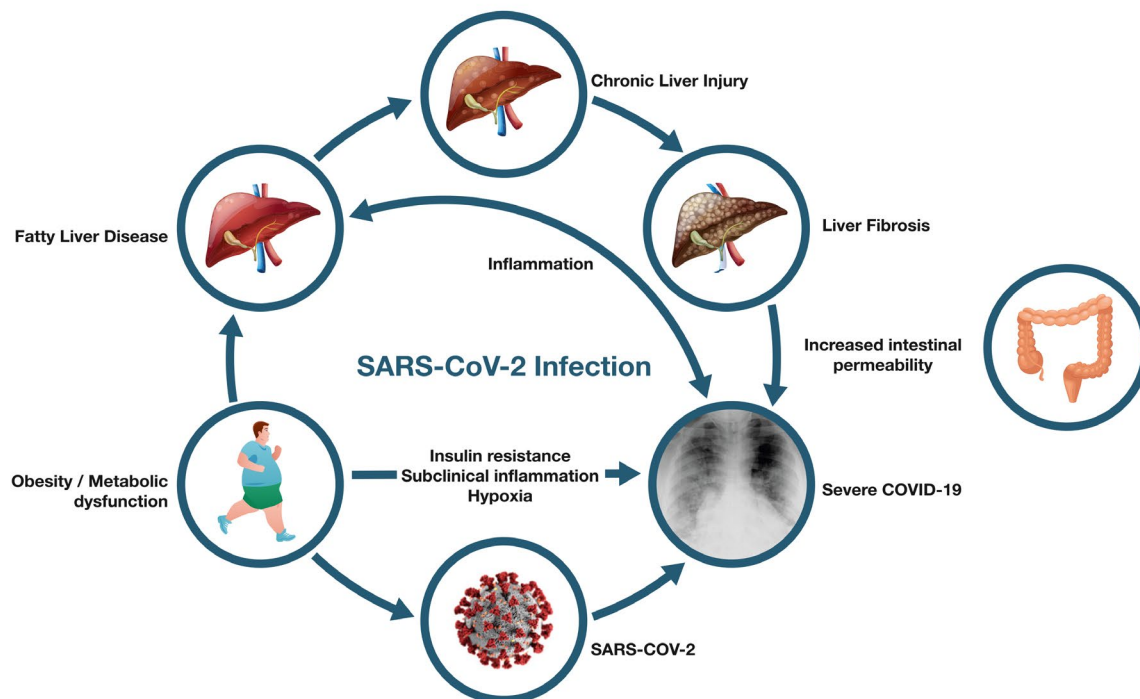 Chronic Liver Injury
Fatty Liver Disease
Liver Fibrosis
Inflammation
Increased intestinal
permeability
SARS-CoV-2 Infection
Insulin resistance
Subclinical inflammation
Hypoxia
Obesity / Metabolic
dysfunction
Severe COVID-19
SARS-COV-2